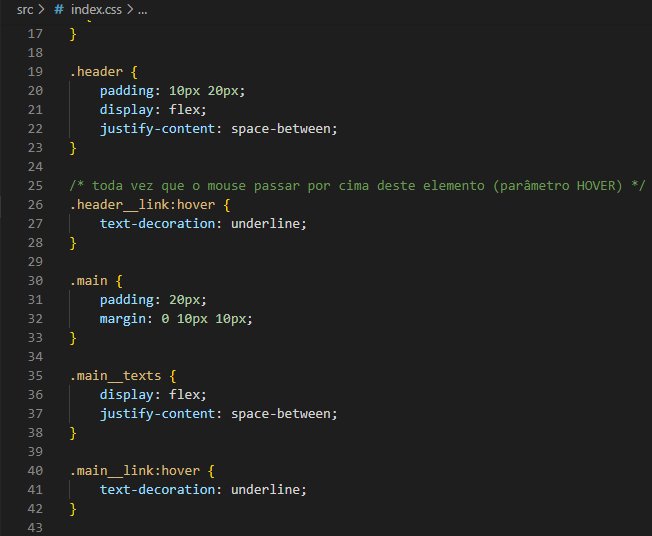 src > # index.css > ...
17 }
18
19 .header {
20     padding: 10px 20px;
21     display: flex;
22     justify-content: space-between;
23 }
24
25 /* toda vez que o mouse passar por cima deste elemento (parâmetro HOVER) */
26 .header__link:hover {
27     text-decoration: underline;
28 }
29
30 .main {
31     padding: 20px;
32     margin: 0 10px 10px;
33 }
34
35 .main__texts {
36     display: flex;
37     justify-content: space-between;
38 }
39
40 .main__link:hover {
41     text-decoration: underline;
42 }
43